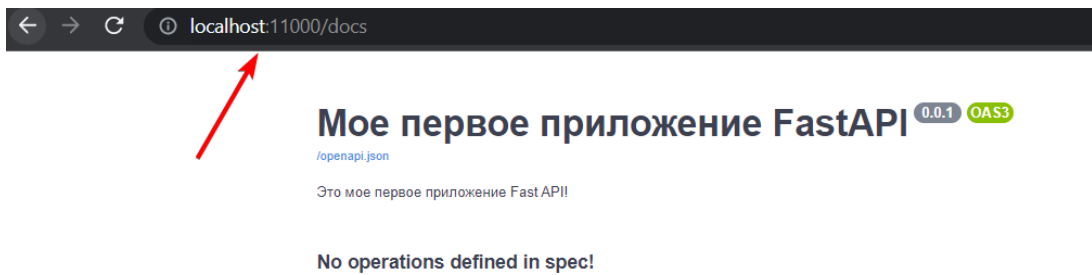 localhost:11000/docs
Мое первое приложение FastAPI 0.0.1 OAS3
/openapi.json
Это мое первое приложение Fast API!
No operations defined in spec!